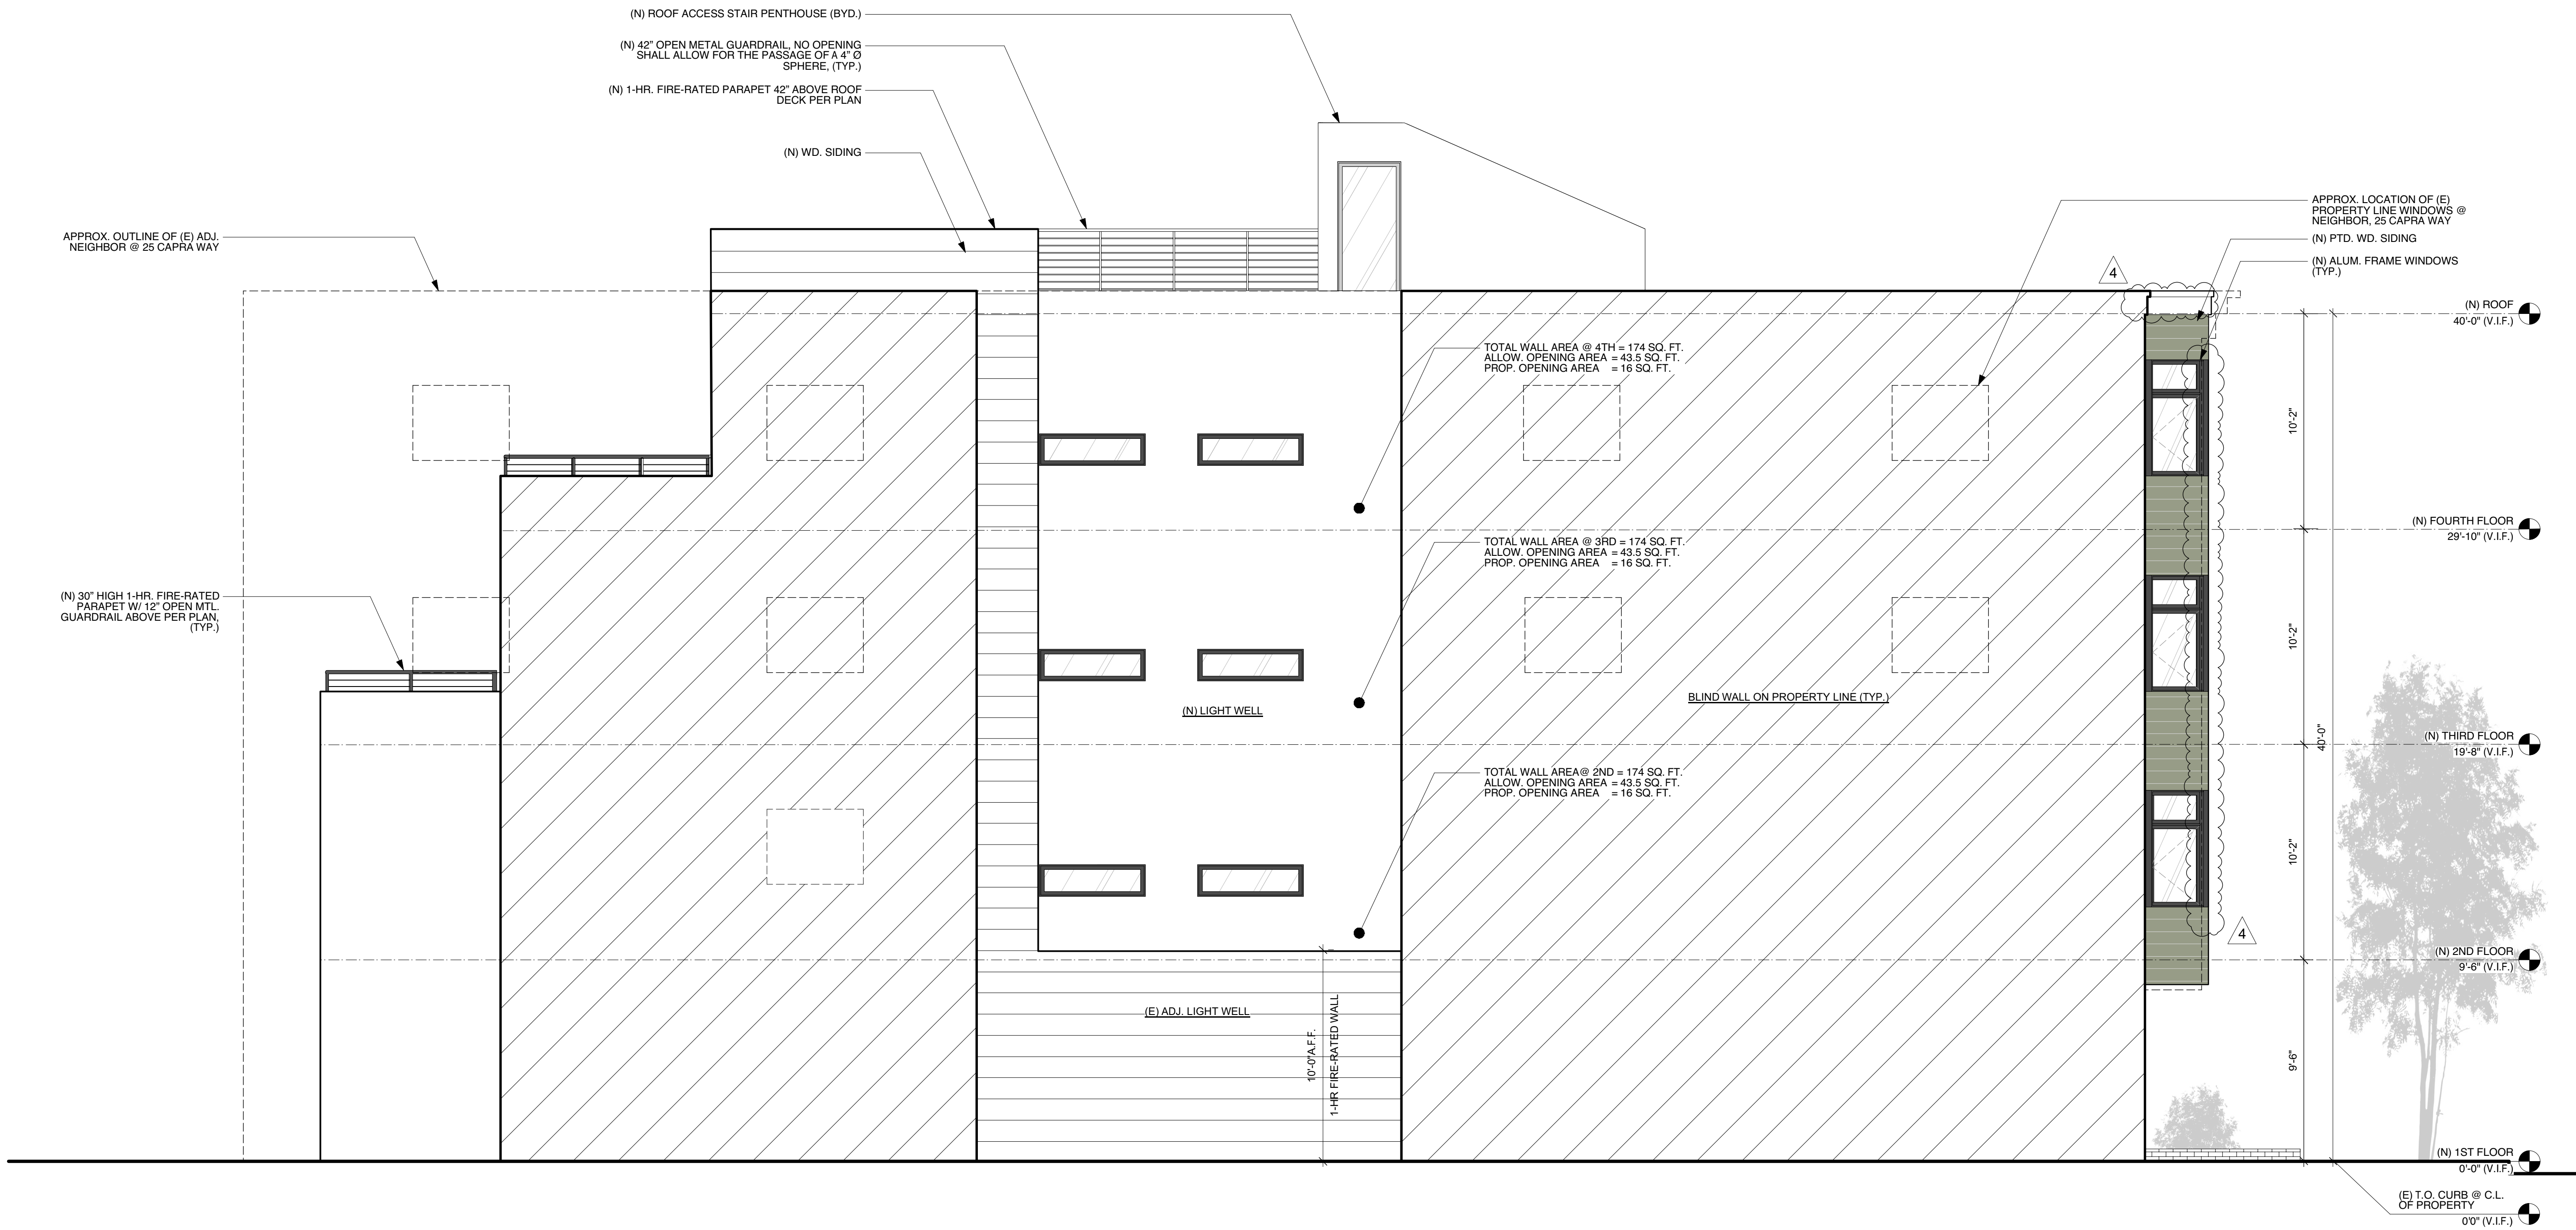 (N) ROOF ACCESS STAIR PENTHOUSE (BYD.)
(N) 42" OPEN METAL GUARDRAIL, NO OPENING
SHALL ALLOW FOR THE PASSAGE OF A 4" Ø
SPHERE, (TYP.)
(N) 1-HR. FIRE-RATED PARAPET 42" ABOVE ROOF
DECK PER PLAN
(N) WD. SIDING
APPROX. OUTLINE OF (E) ADJ.
NEIGHBOR @ 25 CAPRA WAY
(N) 30" HIGH 1-HR. FIRE-RATED
PARAPET W/ 12" OPEN MTL.
GUARDRAIL ABOVE PER PLAN,
(TYP.)
TOTAL WALL AREA @ 4TH = 174 SQ. FT.
ALLOW. OPENING AREA = 43.5 SQ. FT.
PROP. OPENING AREA = 16 SQ. FT.
TOTAL WALL AREA @ 3RD = 174 SQ. FT.
ALLOW. OPENING AREA = 43.5 SQ. FT.
PROP. OPENING AREA = 16 SQ. FT.
TOTAL WALL AREA@ 2ND = 174 SQ. FT.
ALLOW. OPENING AREA = 43.5 SQ. FT.
PROP. OPENING AREA = 16 SQ. FT.
(N) LIGHT WELL
BLIND WALL ON PROPERTY LINE (TYP.)
(E) ADJ. LIGHT WELL
10'-0"A.F.F.
1-HR FIRE-RATED WALL
APPROX. LOCATION OF (E)
PROPERTY LINE WINDOWS @
NEIGHBOR, 25 CAPRA WAY
(N) PTD. WD. SIDING
(N) ALUM. FRAME WINDOWS
(TYP.)
4
4
(N) ROOF
40'-0" (V.I.F.)
10'-2"
(N) FOURTH FLOOR
29'-10" (V.I.F.)
10'-2"
40'-0"
(N) THIRD FLOOR
19'-8" (V.I.F.)
10'-2"
(N) 2ND FLOOR
9'-6" (V.I.F.)
9'-6"
(N) 1ST FLOOR
0'-0" (V.I.F.)
(E) T.O. CURB @ C.L.
OF PROPERTY
0'0" (V.I.F.)